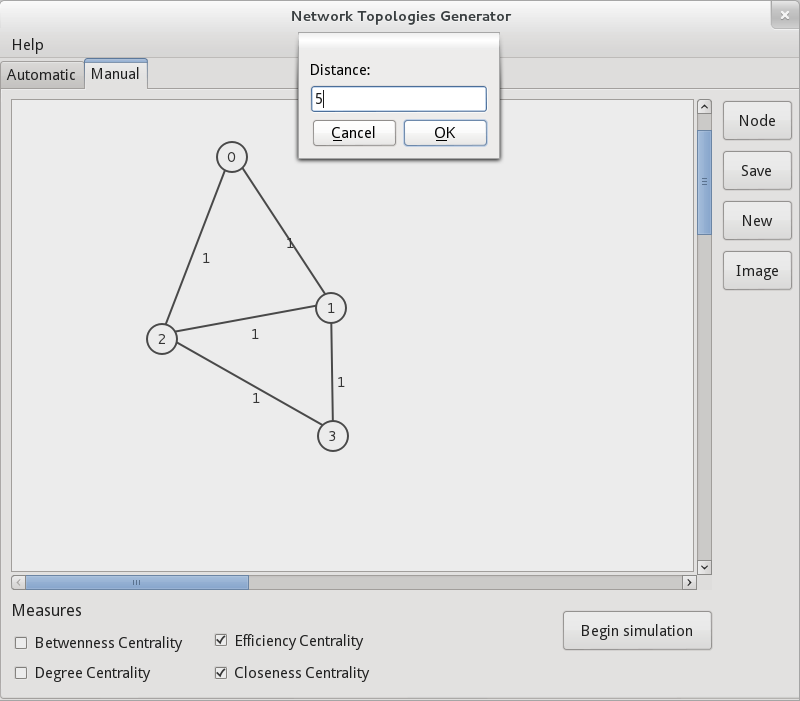 Network Topologies Generator
Help
Automatic
Manual
Distance:
5
Cancel
OK
Node
Save
New
Image
0
1
1
1
2
1
1
1
3
Measures
Betwenness Centrality
Efficiency Centrality
Degree Centrality
Closeness Centrality
Begin simulation